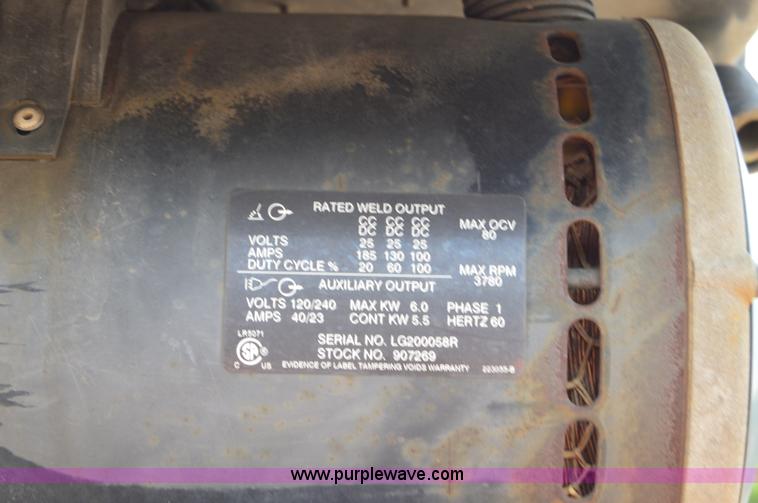 RATED WELD OUTPUT
CC CC CC
DC DC DC
MAX OCV
80
VOLTS 25 25 25
AMPS 185 130 100
DUTY CYCLE % 20 60 100
MAX RPM
3780
AUXILIARY OUTPUT
VOLTS 120/240 MAX KW 6.0 PHASE 1
AMPS 40/23 CONT KW 5.5 HERTZ 60
LR5071
SERIAL NO. LG200058R
STOCK NO. 907269
C US
EVIDENCE OF LABEL TAMPERING VOIDS WARRANTY 223033-B
www.purplewave.com